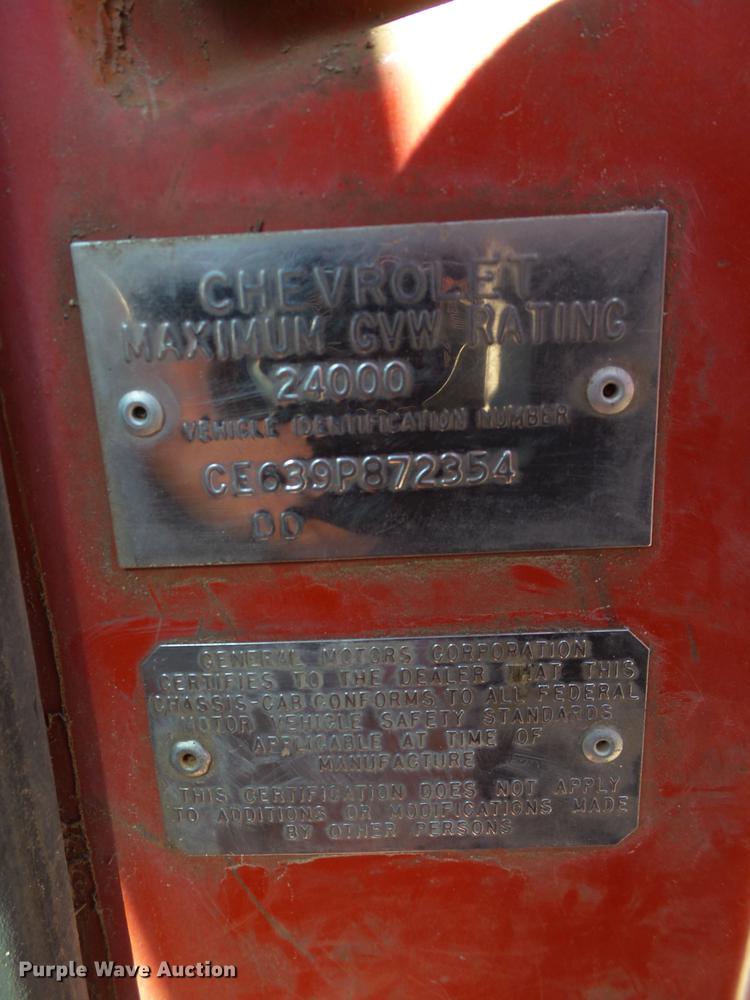 CHEVROLET
MAXIMUM GVW RATING
24000
VEHICLE IDENTIFICATION NUMBER
CE639P872354
DD
GENERAL MOTORS CORPORATION
CERTIFIES TO THE DEALER THAT THIS
CHASSIS-CAB CONFORMS TO ALL FEDERAL
MOTOR VEHICLE SAFETY STANDARDS
APPLICABLE AT TIME OF
MANUFACTURE
THIS CERTIFICATION DOES NOT APPLY
TO ADDITIONS OR MODIFICATIONS MADE
BY OTHER PERSONS
Purple Wave Auction